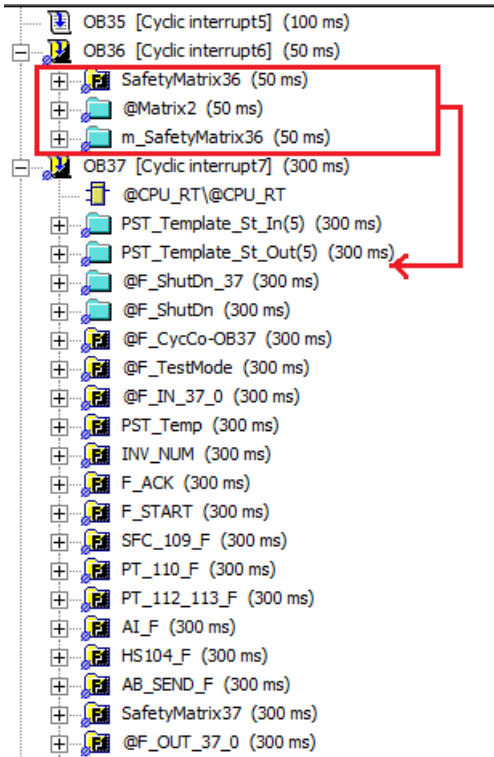 OB35 [Cyclic interrupt5] (100 ms)
OB36 [Cyclic interrupt6] (50 ms)
SafetyMatrix36 (50 ms)
@Matrix2 (50 ms)
m_SafetyMatrix36 (50 ms)
OB37 [Cyclic interrupt7] (300 ms)
@CPU_RT\@CPU_RT
PST_Template_St_In(5) (300 ms)
PST_Template_St_Out(5) (300 ms)
@F_ShutDn_37 (300 ms)
@F_ShutDn (300 ms)
@F_CycCo-OB37 (300 ms)
@F_TestMode (300 ms)
@F_IN_37_0 (300 ms)
PST_Temp (300 ms)
INV_NUM (300 ms)
F_ACK (300 ms)
F_START (300 ms)
SFC_109_F (300 ms)
PT_110_F (300 ms)
PT_112_113_F (300 ms)
AI_F (300 ms)
HS104_F (300 ms)
AB_SEND_F (300 ms)
SafetyMatrix37 (300 ms)
@F_OUT_37_0 (300 ms)